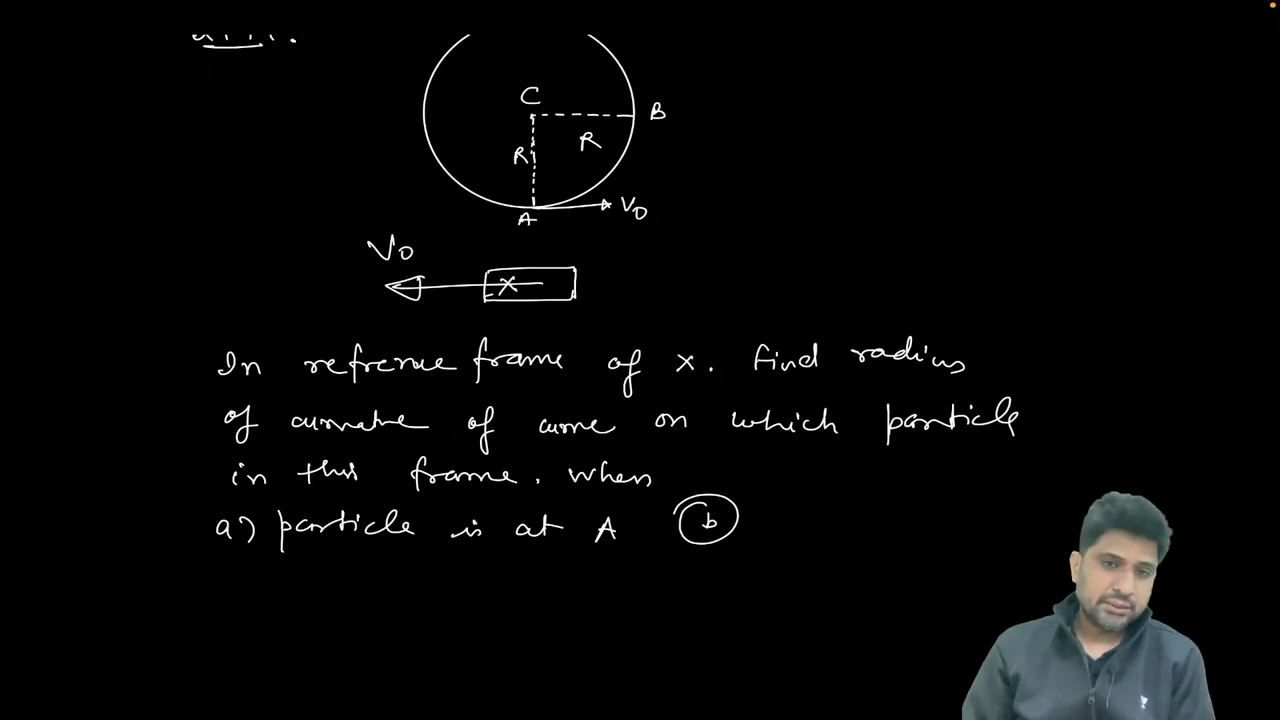 C
B
R
R
A
V0
V0
x
In refrence frame of x. Find radius
of curvature of curve on which particle
in this frame. when
a) particle is at A b